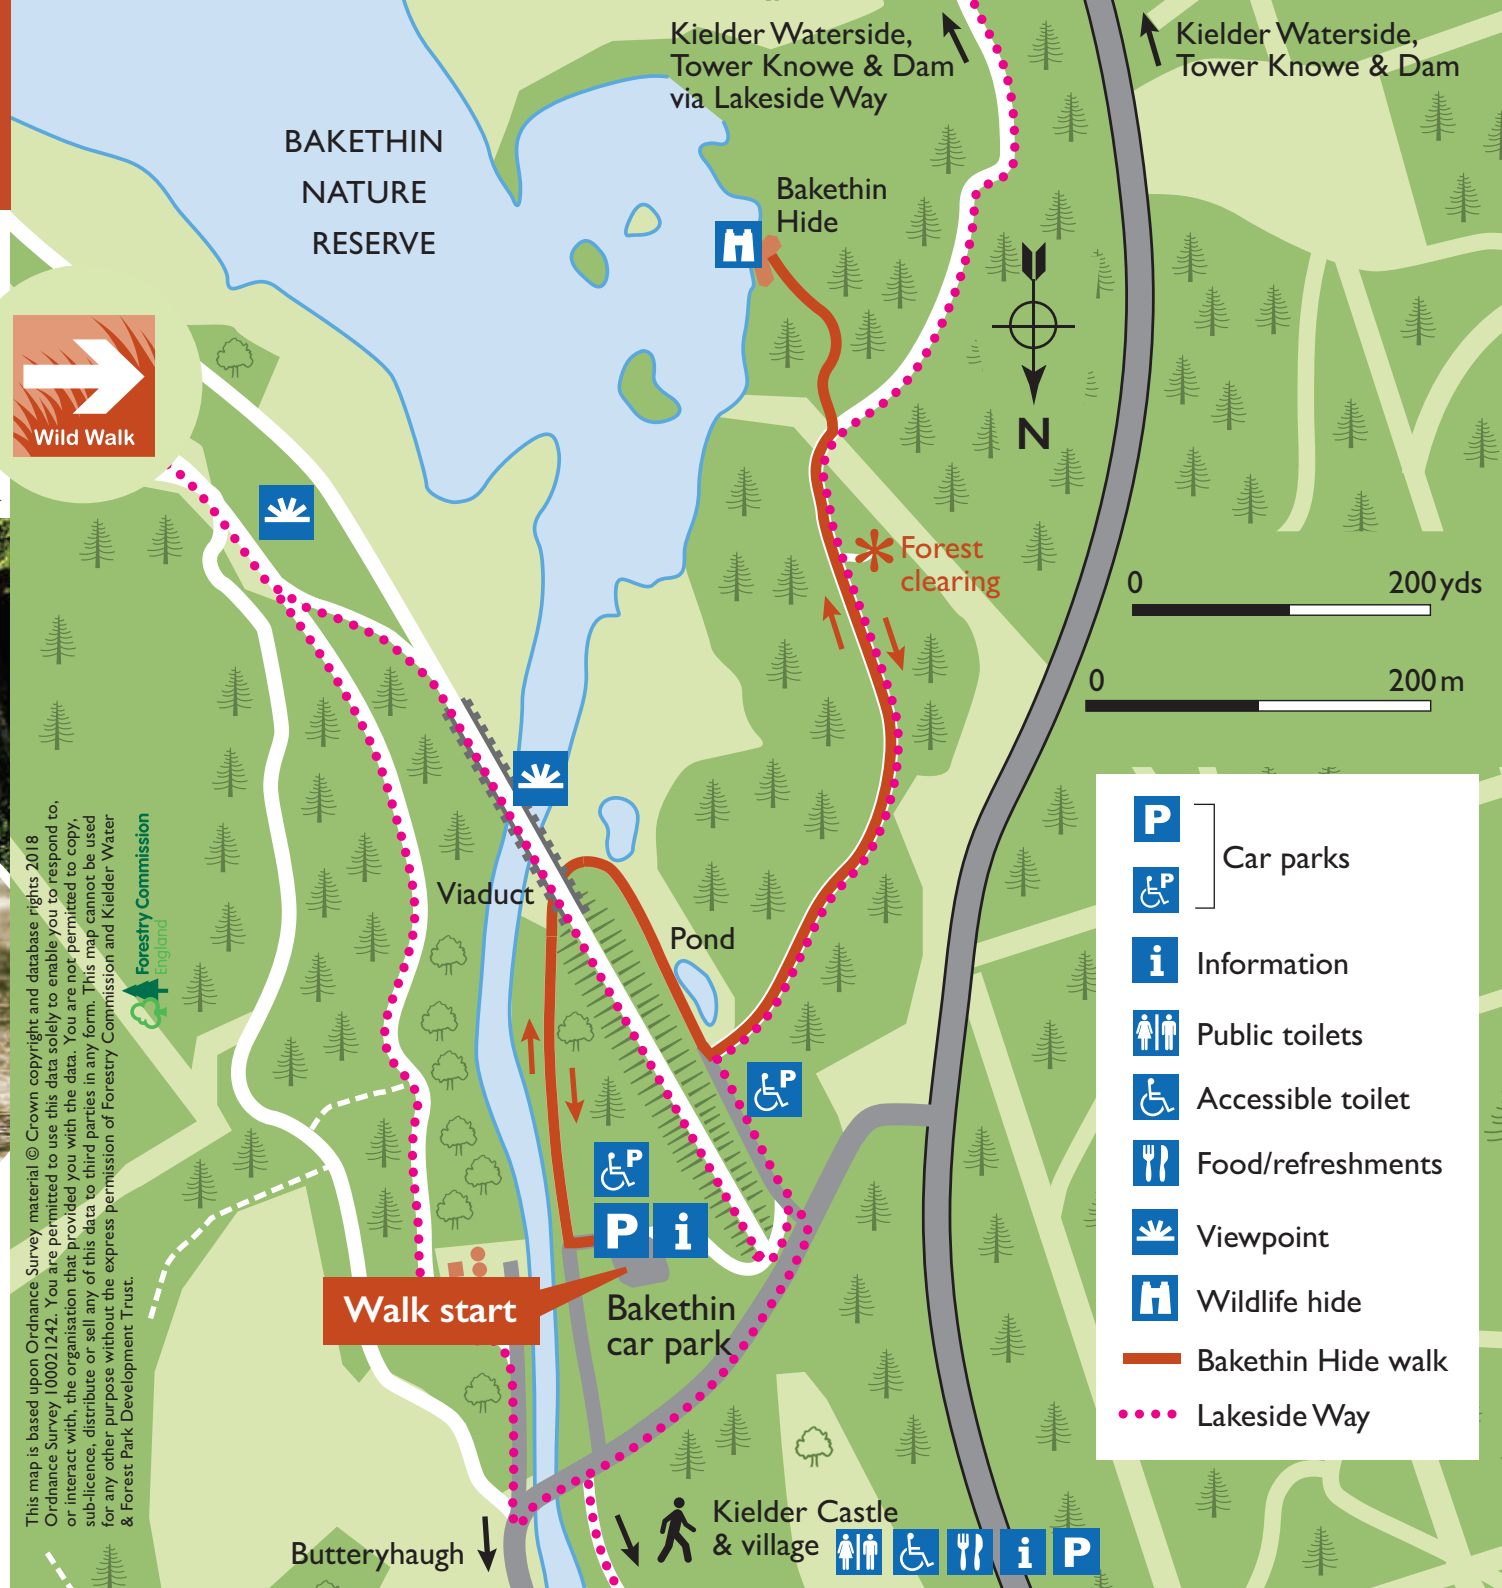 Kielder Waterside,
Tower Knowe & Dam
via Lakeside Way
Kielder Waterside,
Tower Knowe & Dam
BAKETHIN
NATURE
RESERVE
Bakethin
Hide
Wild Walk
N
Forest
clearing
0 200 yds
0 200 m
Viaduct
Pond
P
P
P
i
Walk start
Bakethin
car park
Butteryhaugh
Kielder Castle
& village
i
P
P
P
Car parks
i
Information
Public toilets
Accessible toilet
Food/refreshments
Viewpoint
Wildlife hide
Bakethin Hide walk
Lakeside Way
This map is based upon Ordnance Survey material © Crown copyright and database rights 2018
Ordnance Survey 100021242. You are permitted to use this data solely to enable you to respond to,
or interact with, the organisation that provided you with the data. You are not permitted to copy,
sub-licence, distribute or sell any of this data to third parties in any form. This map cannot be used
for any other purpose without the express permission of Forestry Commission and Kielder Water
& Forest Park Development Trust.
Forestry Commission
England